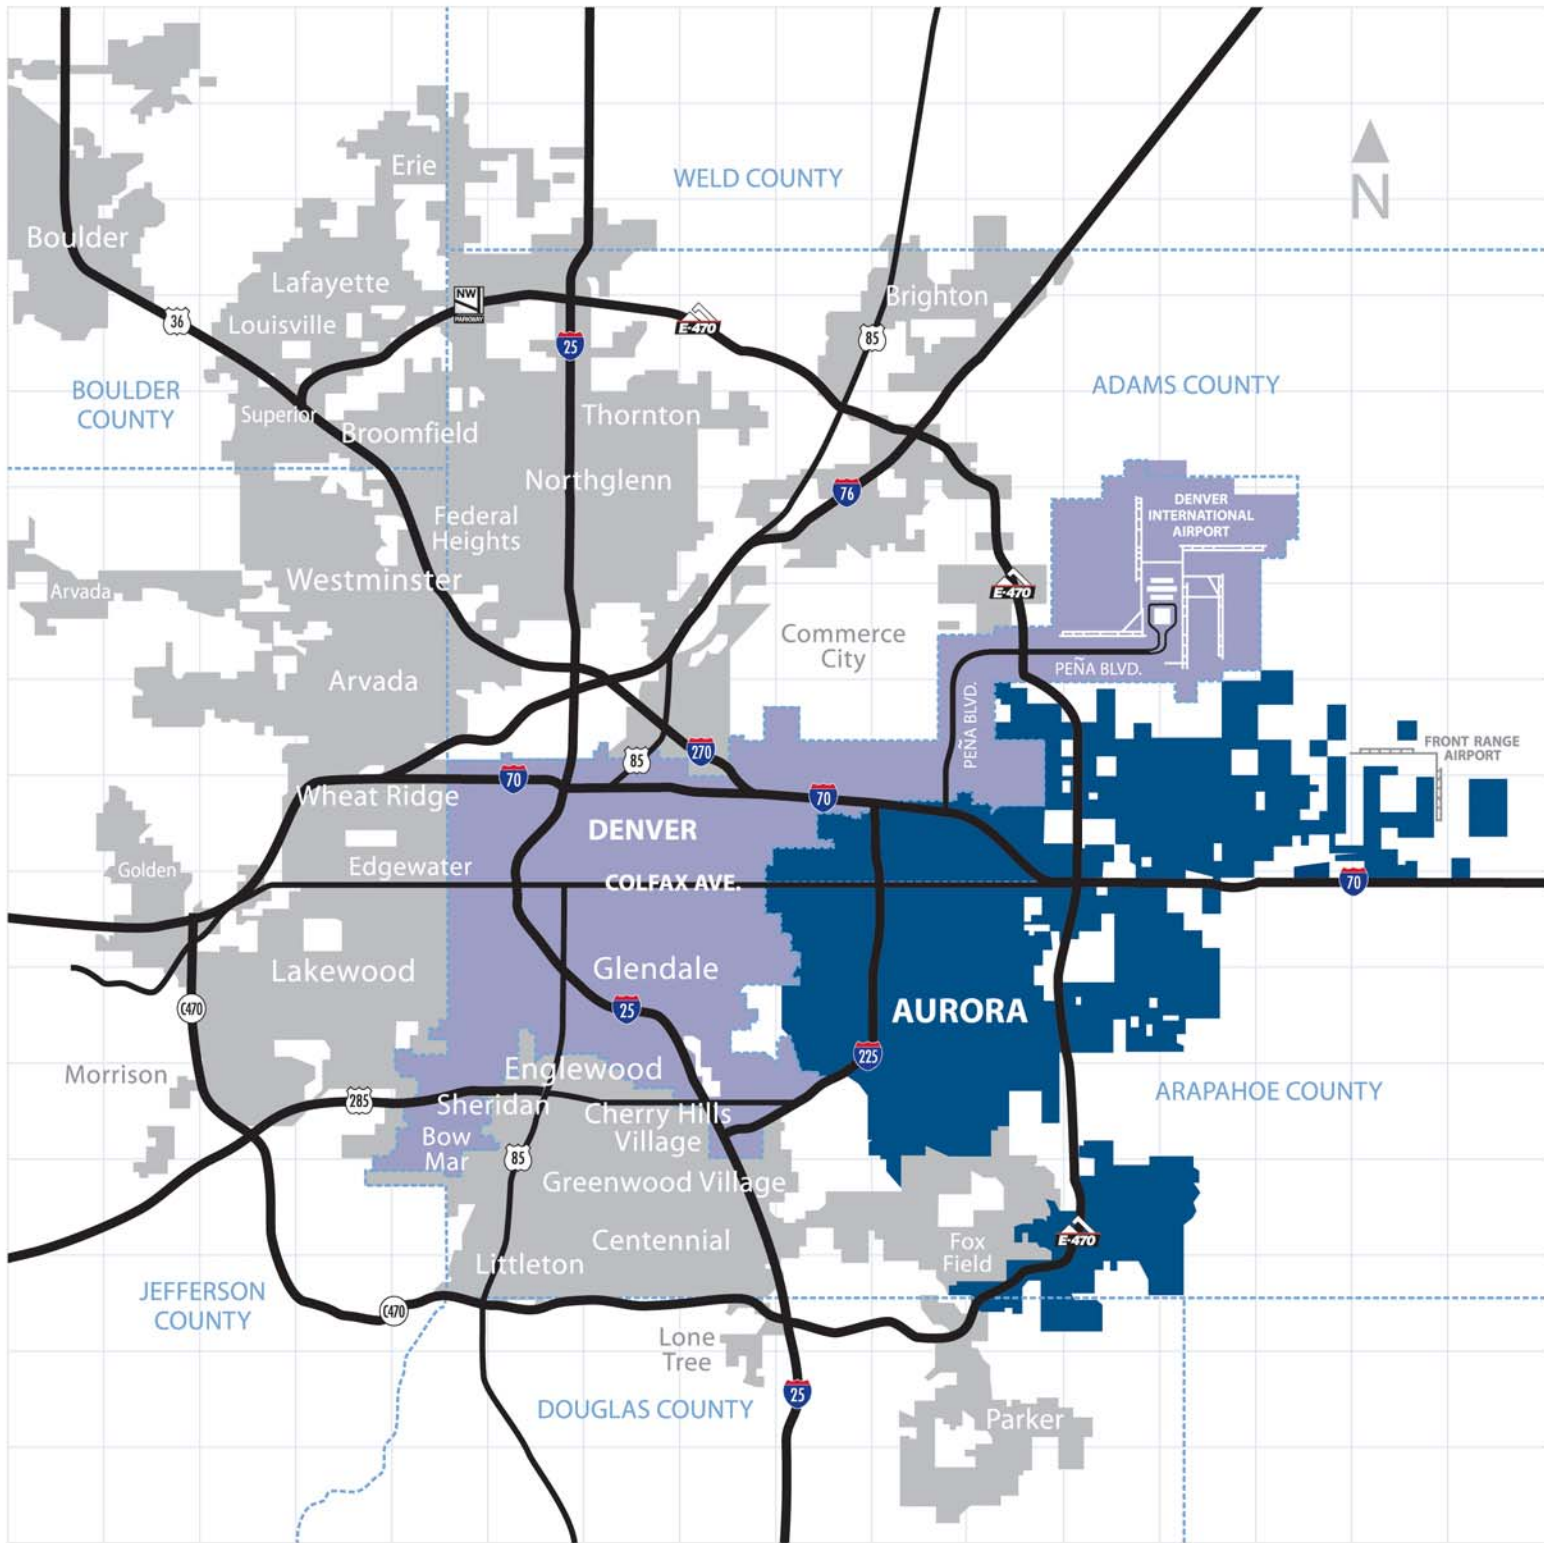 Erie
WELD COUNTY
N
Boulder
Lafayette
NW
PARKWAY
Brighton
36
Louisville
E-470
85
25
BOULDER
COUNTY
ADAMS COUNTY
Superior
Broomfield
Thornton
Northglenn
76
DENVER
INTERNATIONAL
AIRPORT
Federal
Heights
Westminster
Arvada
E-470
Commerce
City
PEÑA BLVD.
Arvada
PEÑA BLVD.
FRONT RANGE
AIRPORT
270
85
70
Wheat Ridge
70
DENVER
Golden
Edgewater
COLFAX AVE.
70
Lakewood
Glendale
C470
25
AURORA
225
Morrison
Englewood
ARAPAHOE COUNTY
285
Sheridan
Cherry Hills
Village
Bow
Mar
85
Greenwood Village
Centennial
Fox
Field
E-470
Littleton
JEFFERSON
COUNTY
C470
Lone
Tree
25
DOUGLAS COUNTY
Parker